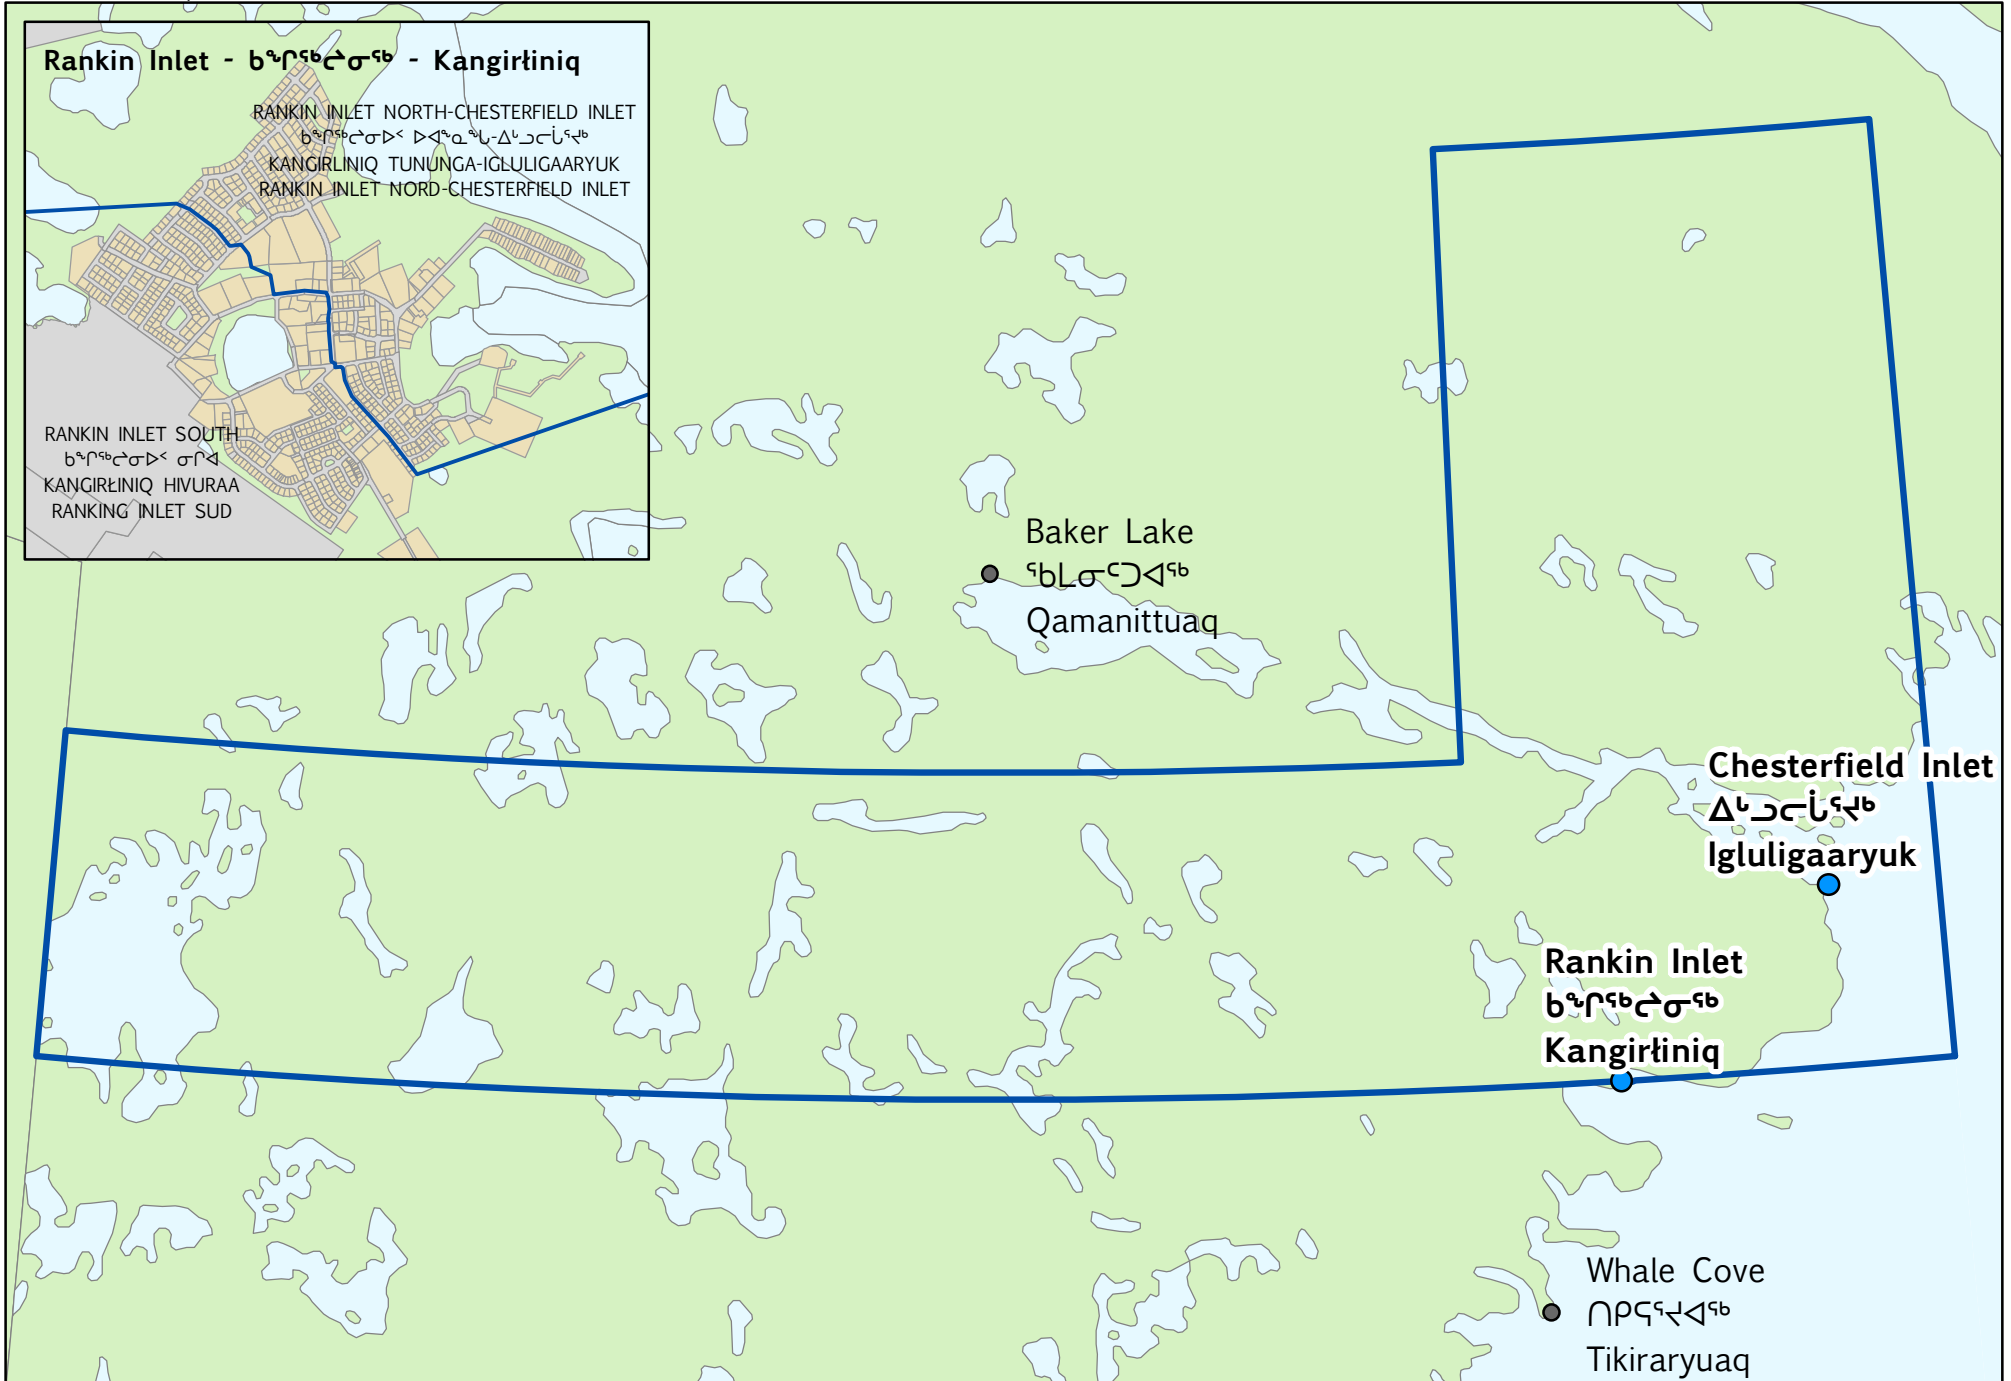 Rankin Inlet - ᑲᖏᖅᖠᓂᖅ - Kangirłiniq
RANKIN INLET NORTH-CHESTERFIELD INLET
ᑲᖏᖅᖠᓂᐅᑉ ᐅᐊᖕᓇᖓ-ᐃᒡᓗᓕᒑᕐᔪᒃ
KANGIRLINIQ TUNUNGA-IGLULIGAARYUK
RANKIN INLET NORD-CHESTERFIELD INLET
RANKIN INLET SOUTH
ᑲᖏᖅᖠᓂᐅᑉ ᓂᒋᐊ
KANGIRŁINIQ HIVURAA
RANKING INLET SUD
Baker Lake
ᖃᒪᓂᑦᑐᐊᖅ
Qamanittuaq
Chesterfield Inlet
ᐃᒡᓗᓕᒑᕐᔪᒃ
Igluligaaryuk
Rankin Inlet
ᑲᖏᖅᖠᓂᖅ
Kangirłiniq
Whale Cove
ᑎᑭᕋᕐᔪᐊᖅ
Tikiraryuaq